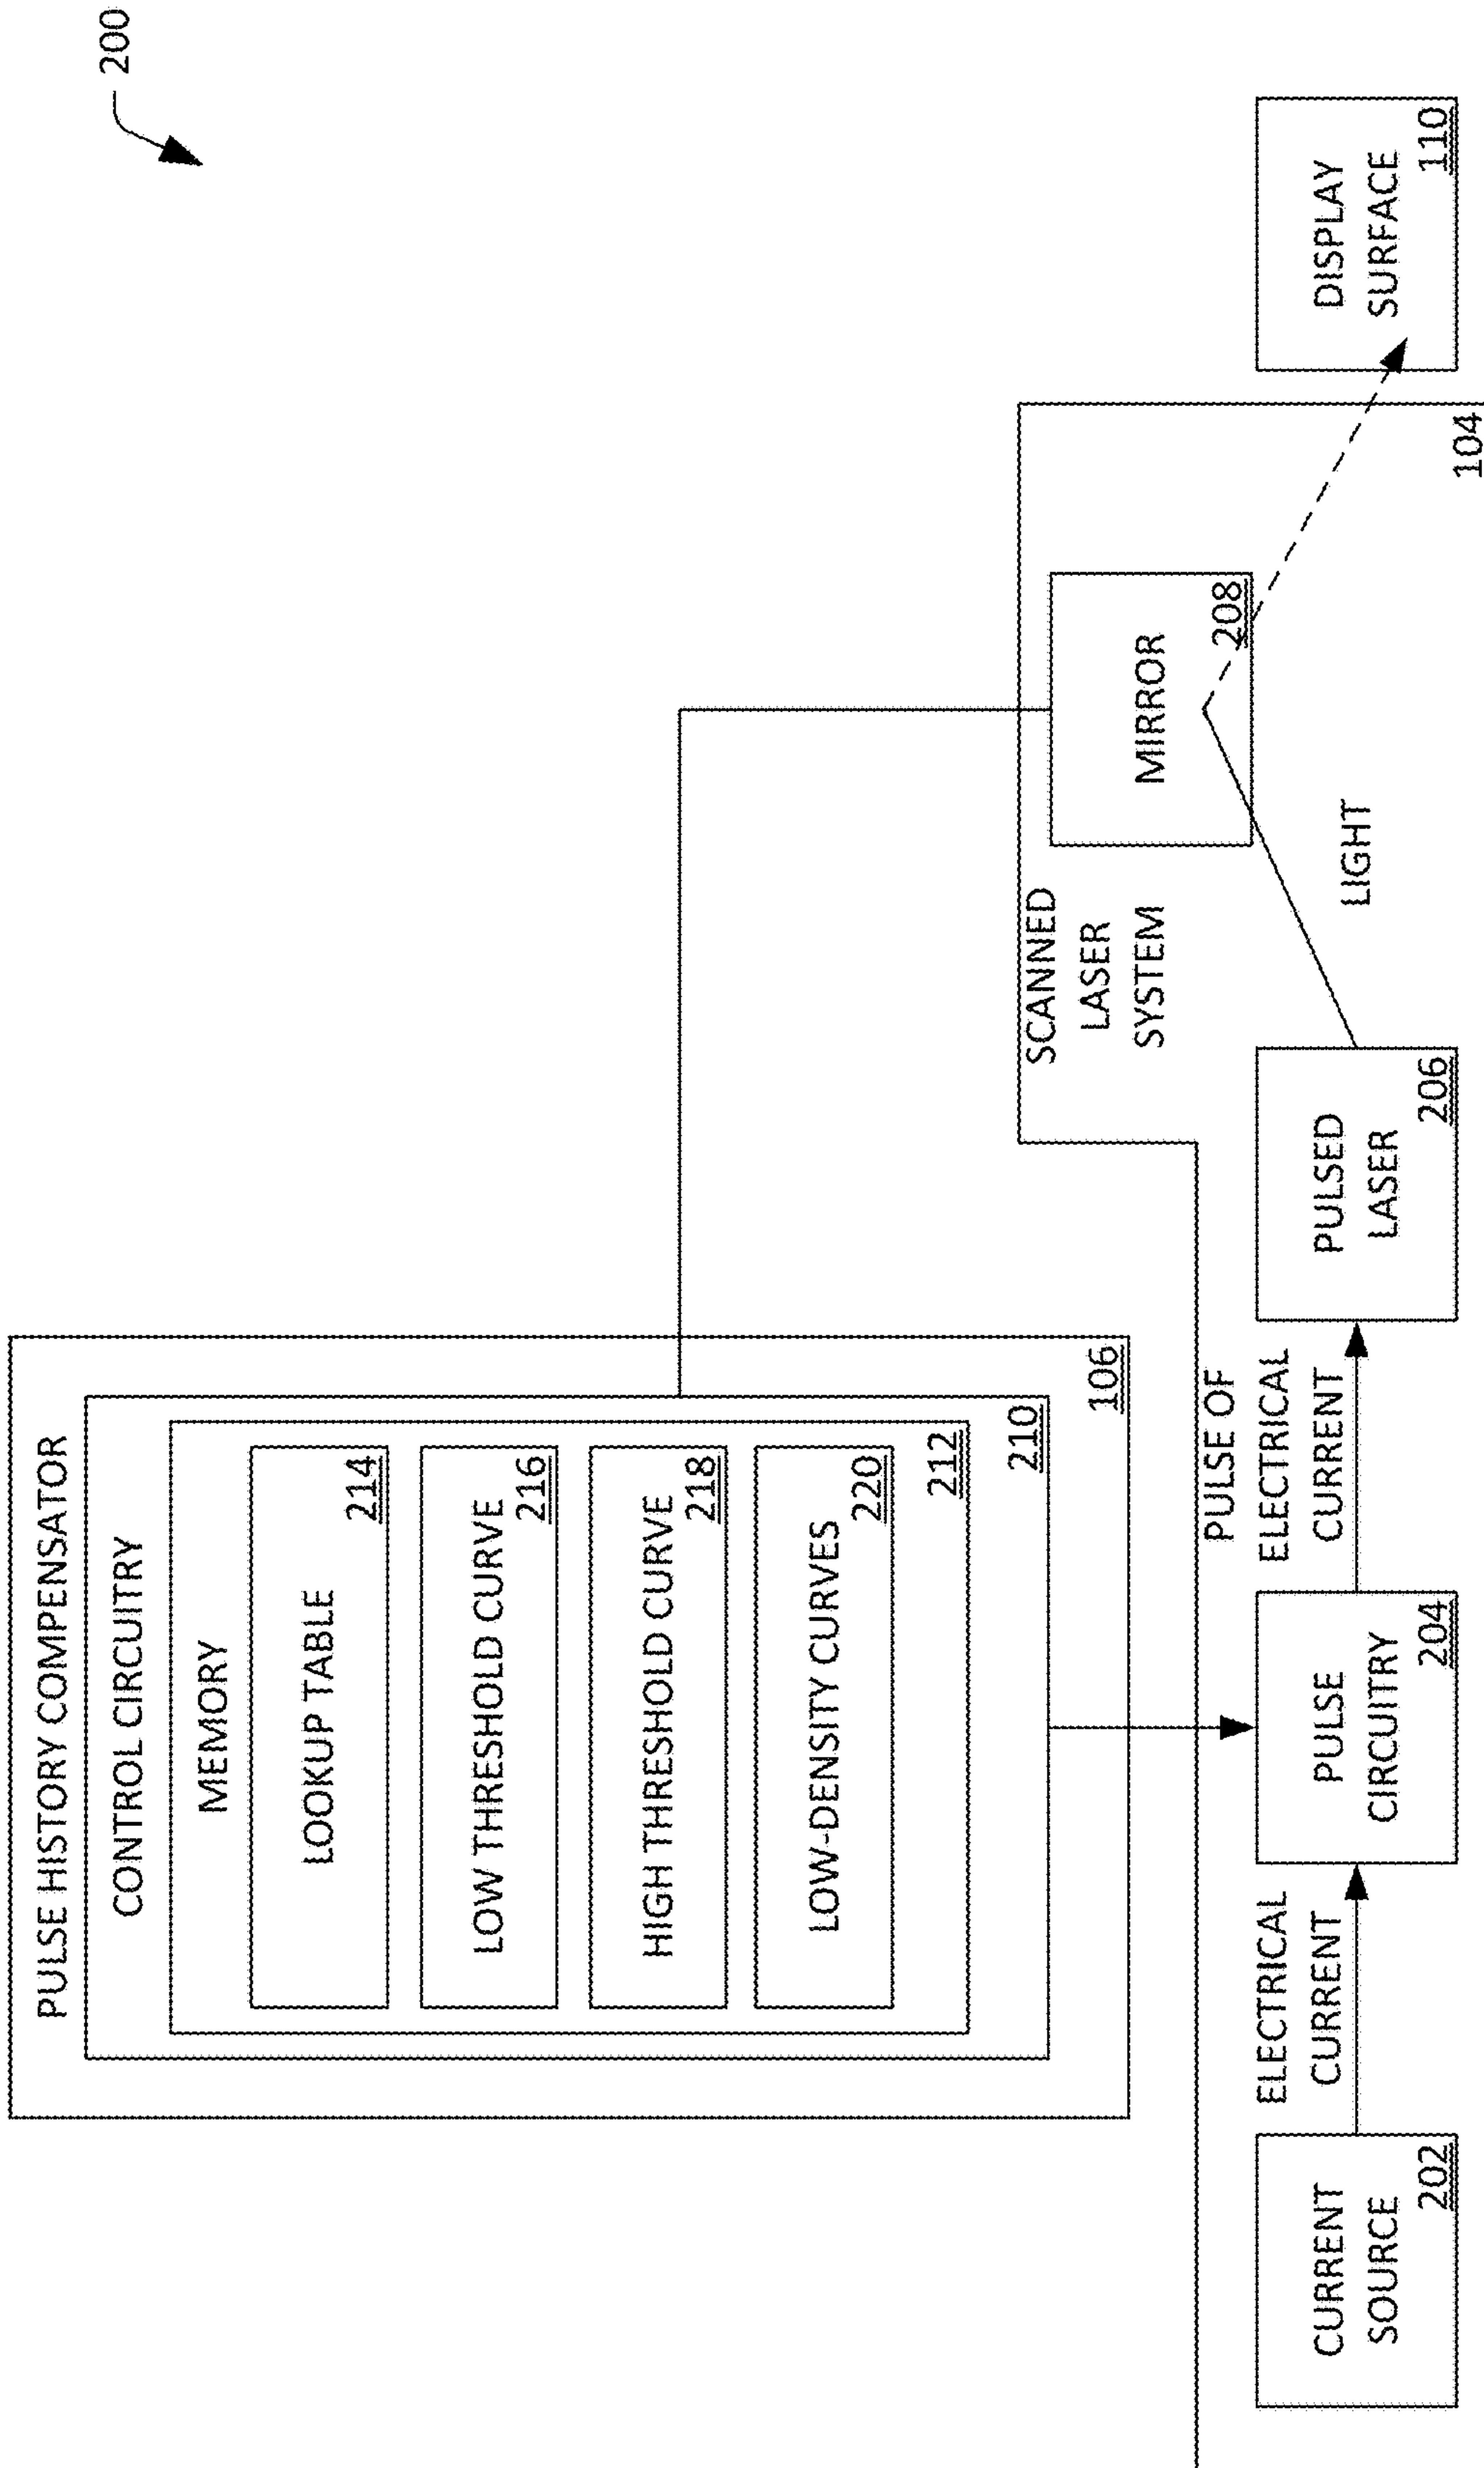 200
PULSE HISTORY COMPENSATOR
CONTROL CIRCUITRY
MEMORY
LOOKUP TABLE
214
LOW THRESHOLD CURVE
216
HIGH THRESHOLD CURVE
218
LOW-DENSITY CURVES
220
212
210
106
SCANNED
LASER
SYSTEM
MIRROR
208
CURRENT
SOURCE
202
ELECTRICAL
CURRENT
PULSE
CIRCUITRY
204
PULSE OF
ELECTRICAL
CURRENT
PULSED
LASER
206
LIGHT
DISPLAY
SURFACE
110
104